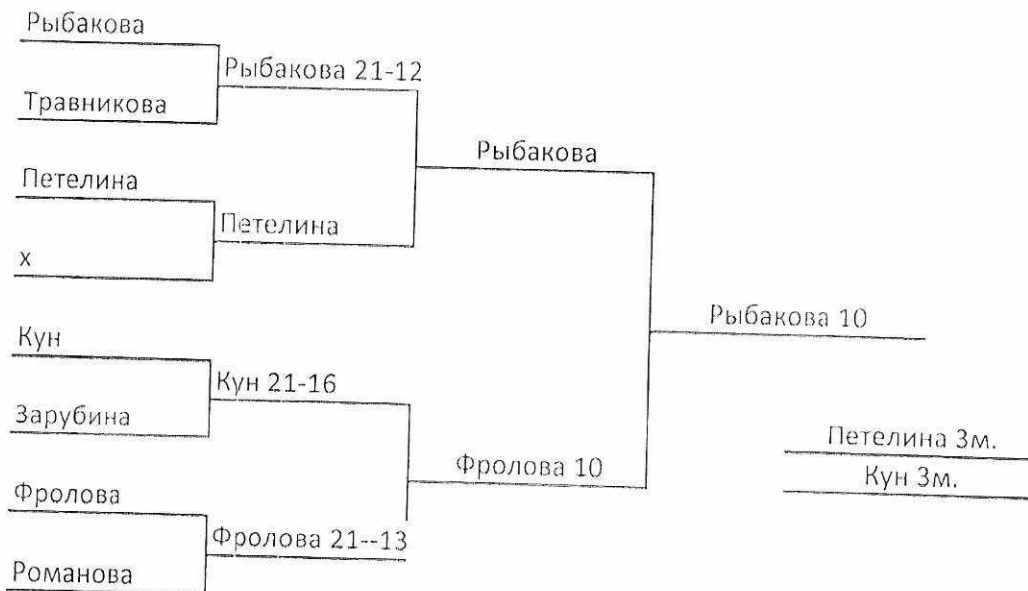 Рыбакова
Рыбакова 21-12
Травникова
Рыбакова
Петелина
Петелина
х
Рыбакова 10
Кун
Кун 21-16
Зарубина
Петелина 3м.
Фролова 10
Кун 3м.
Фролова
Фролова 21--13
Романова